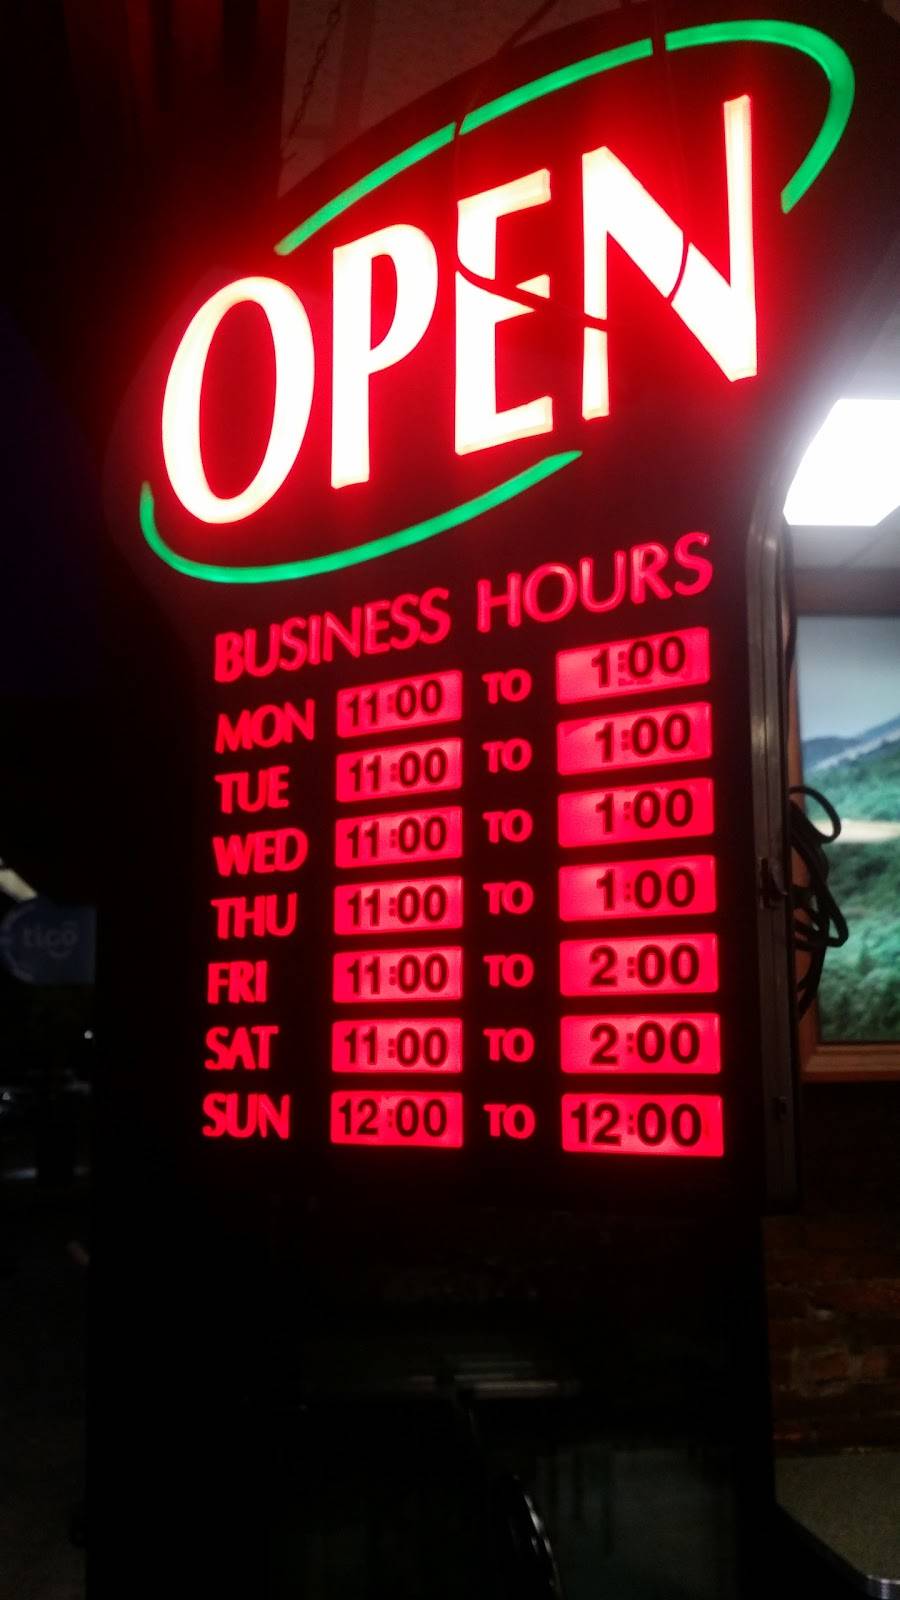 OPEN
BUSINESS HOURS
MON 11:00 TO 1:00
TUE 11:00 TO 1:00
WED 11:00 TO 1:00
THU 11:00 TO 1:00
FRI 11:00 TO 2:00
SAT 11:00 TO 2:00
SUN 12:00 TO 12:00
tigo